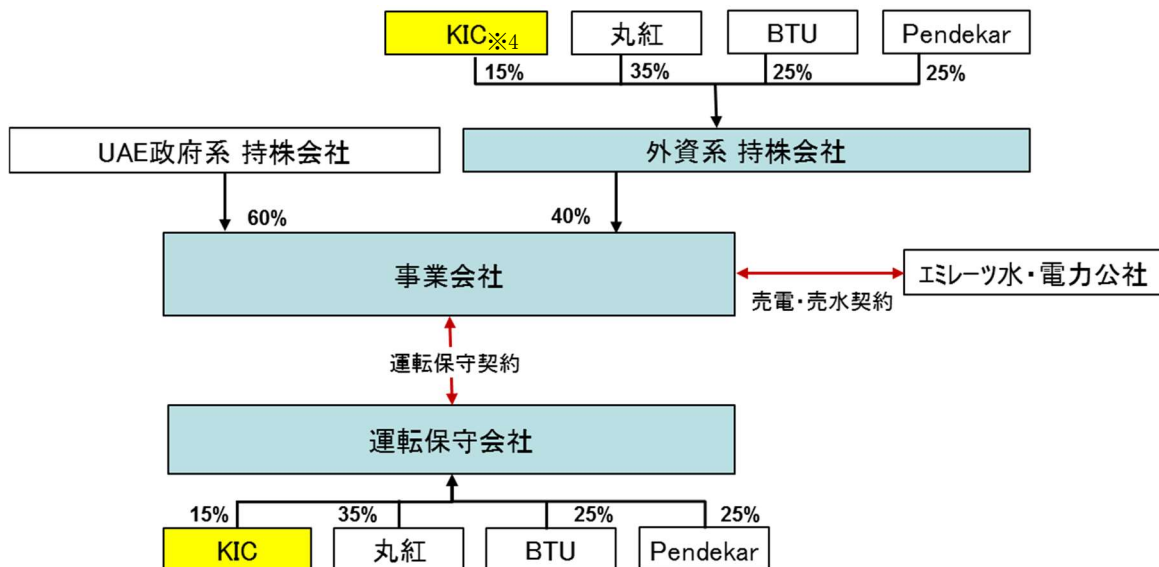 KIC※4
丸紅
BTU
Pendekar
15%
35%
25%
25%
UAE政府系 持株会社
外資系 持株会社
60%
40%
事業会社
ｴﾐﾚｰﾂ水・電力公社
売電・売水契約
運転保守契約
運転保守会社
15%
35%
25%
25%
KIC
丸紅
BTU
Pendekar